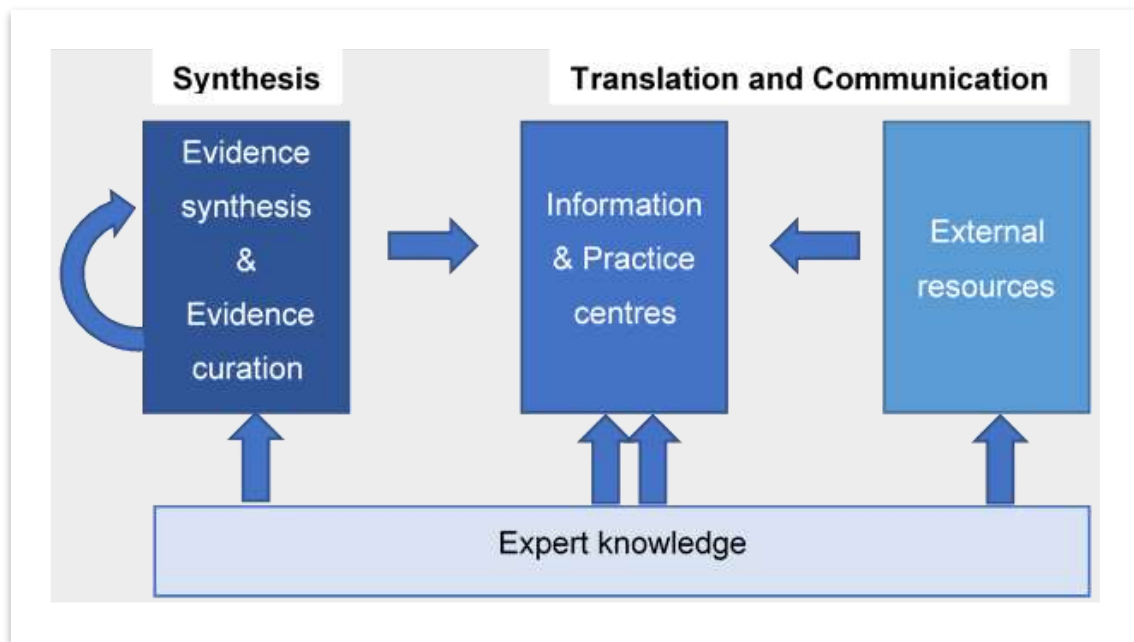 Synthesis
Translation and Communication
Evidence
synthesis
&
Evidence
curation
Information
& Practice
centres
External
resources
Expert knowledge